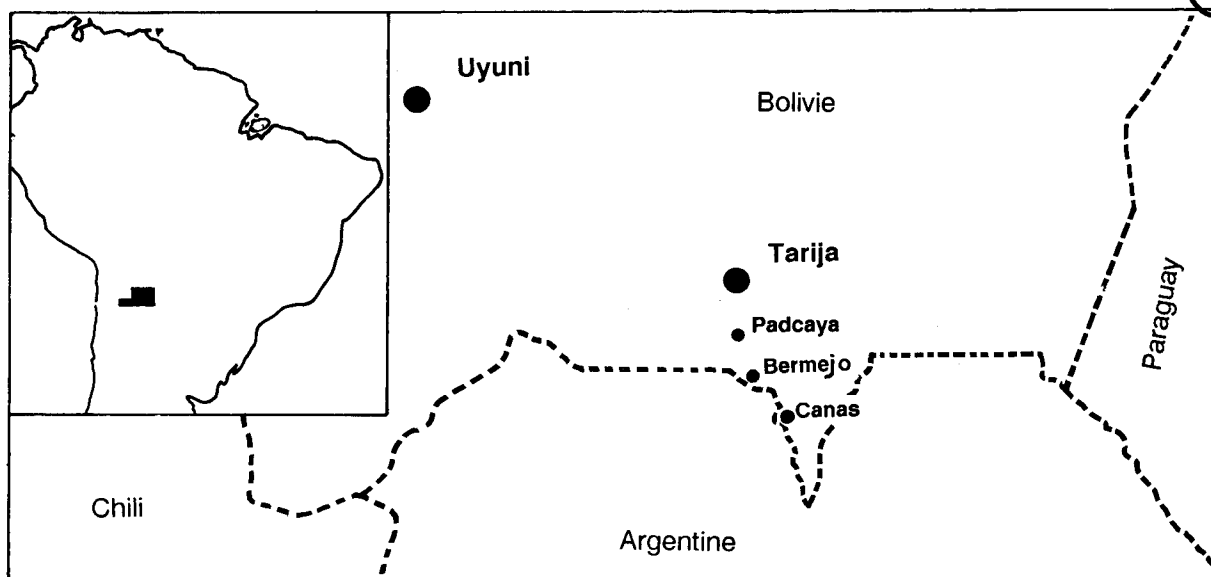 Uyuni
Bolivie
Tarija
Padcaya
Bermejo
Canas
Paraguay
Chili
Argentine